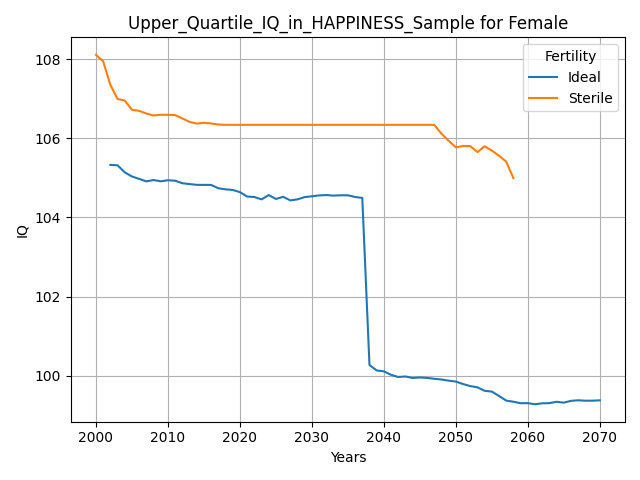 Upper_Quartile_IQ_in_HAPPINESS_Sample for Female
Fertility
Ideal
Sterile
108
106
104
102
100
IQ
2000 2010 2020 2030 2040 2050 2060 2070
Years